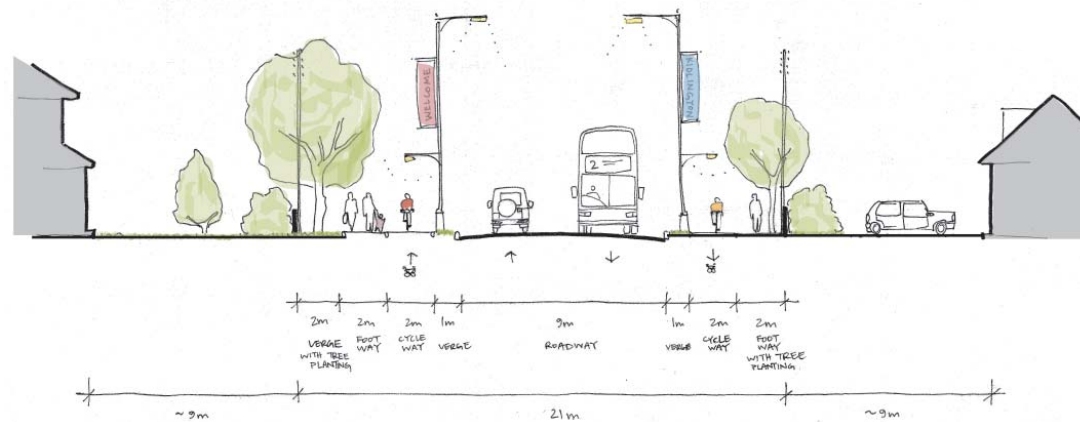 WELCOME
KIDLINGTON
2
2m
VERGE
WITH TREE
PLANTING
2m
FOOT
WAY
2m
CYCLE
WAY
1m
VERGE
9m
ROADWAY
1m
VERGE
2m
CYCLE
WAY
2m
FOOT
WAY
WITH TREE
PLANTING
~9m
21m
~9m